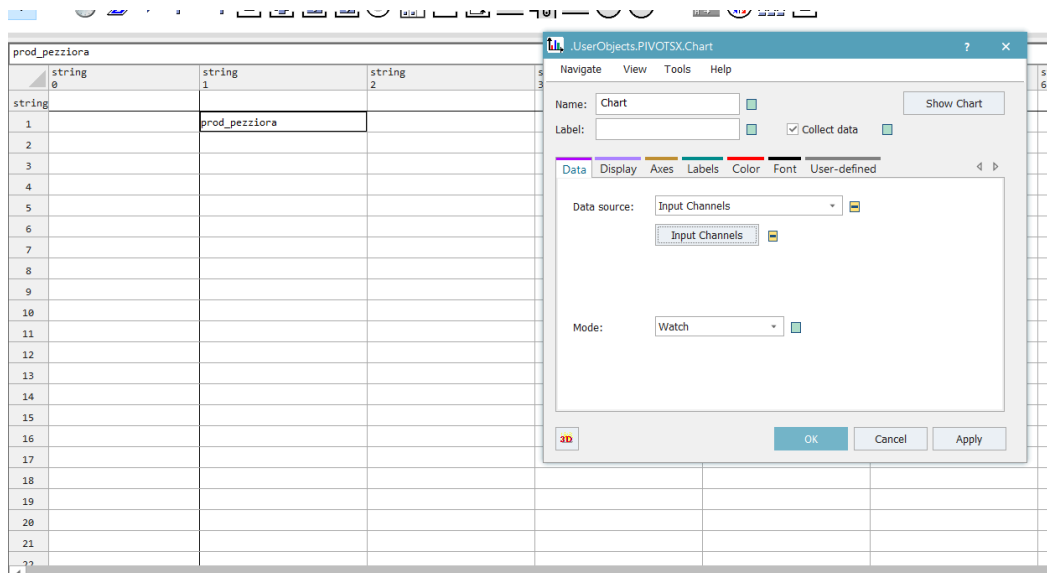 prod_pezziora
string string string
0 1 2
string
1 prod_pezziora
2
3
4
5
6
7
8
9
10
11
12
13
14
15
16
17
18
19
20
21
22
.UserObjects.PIVOTSX.Chart ? ×
Navigate View Tools Help
Name: Chart Show Chart
Label: Collect data
Data Display Axes Labels Color Font User-defined
Data source: Input Channels
Input Channels
Mode: Watch
3D OK Cancel Apply